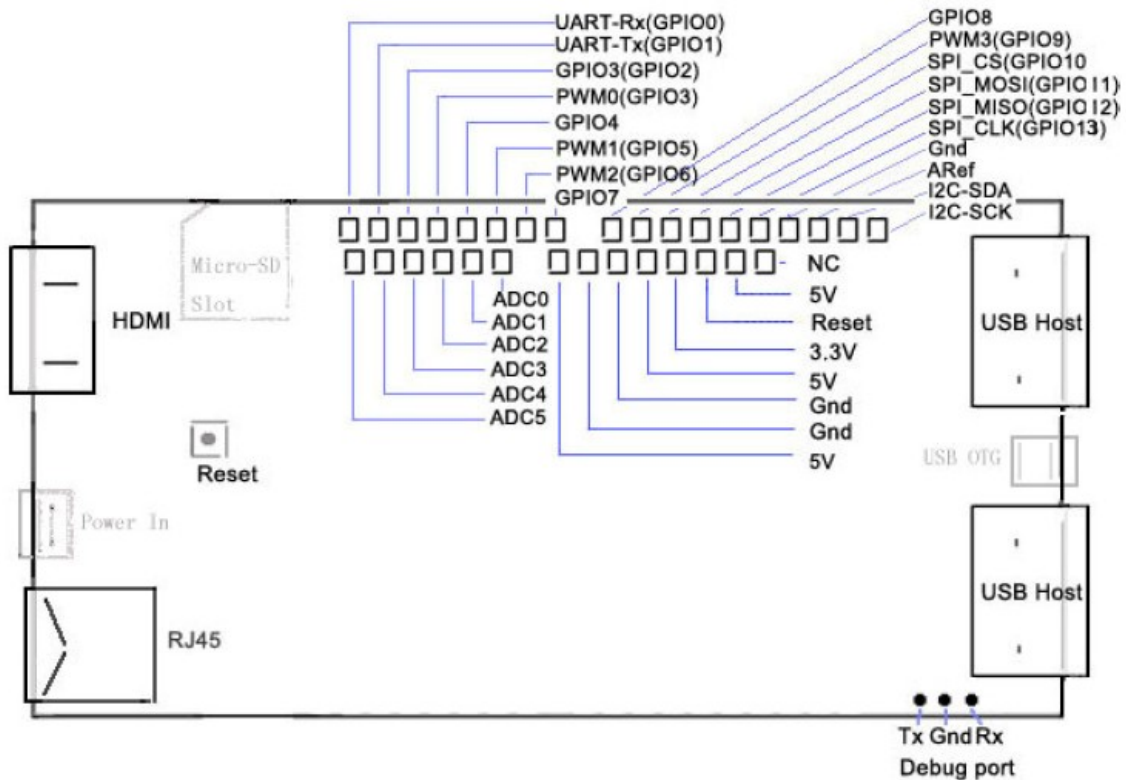 UART-Rx(GPIO0)
UART-Tx(GPIO1)
GPIO3(GPIO2)
PWM0(GPIO3)
GPIO4
PWM1(GPIO5)
PWM2(GPIO6)
GPIO7
GPIO8
PWM3(GPIO9)
SPI_CS(GPIO10
SPI_MOSI(GPIO11)
SPI_MISO(GPIO12)
SPI_CLK(GPIO13)
Gnd
ARef
I2C-SDA
I2C-SCK
Micro-SD
Slot
HDMI
ADC0
ADC1
ADC2
ADC3
ADC4
ADC5
NC
5V
Reset
3.3V
5V
Gnd
Gnd
5V
USB Host
USB OTG
USB Host
Reset
Power In
RJ45
Tx Gnd Rx
Debug port